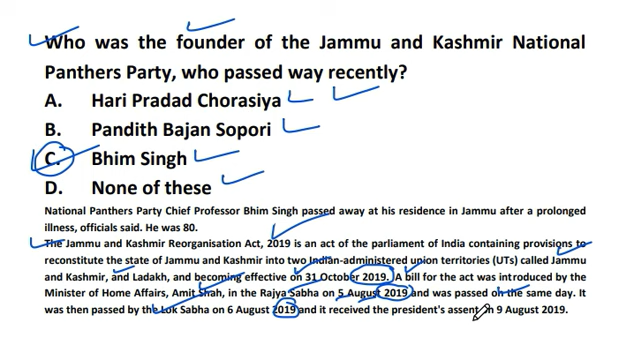 Who was the founder of the Jammu and Kashmir National
Panthers Party, who passed way recently?
A. Hari Pradad Chorasiya
B. Pandith Bajan Sopori
C. Bhim Singh
D. None of these
National Panthers Party Chief Professor Bhim Singh passed away at his residence in Jammu after a prolonged
illness, officials said. He was 80.
The Jammu and Kashmir Reorganisation Act, 2019 is an act of the parliament of India containing provisions to
reconstitute the state of Jammu and Kashmir into two Indian-administered union territories (UTs) called Jammu
and Kashmir, and Ladakh, and becoming effective on 31 October 2019. A bill for the act was introduced by the
Minister of Home Affairs, Amit Shah, in the Rajya Sabha on 5 August 2019 and was passed on the same day. It
was then passed by the Lok Sabha on 6 August 2019 and it received the president's assent in 9 August 2019.